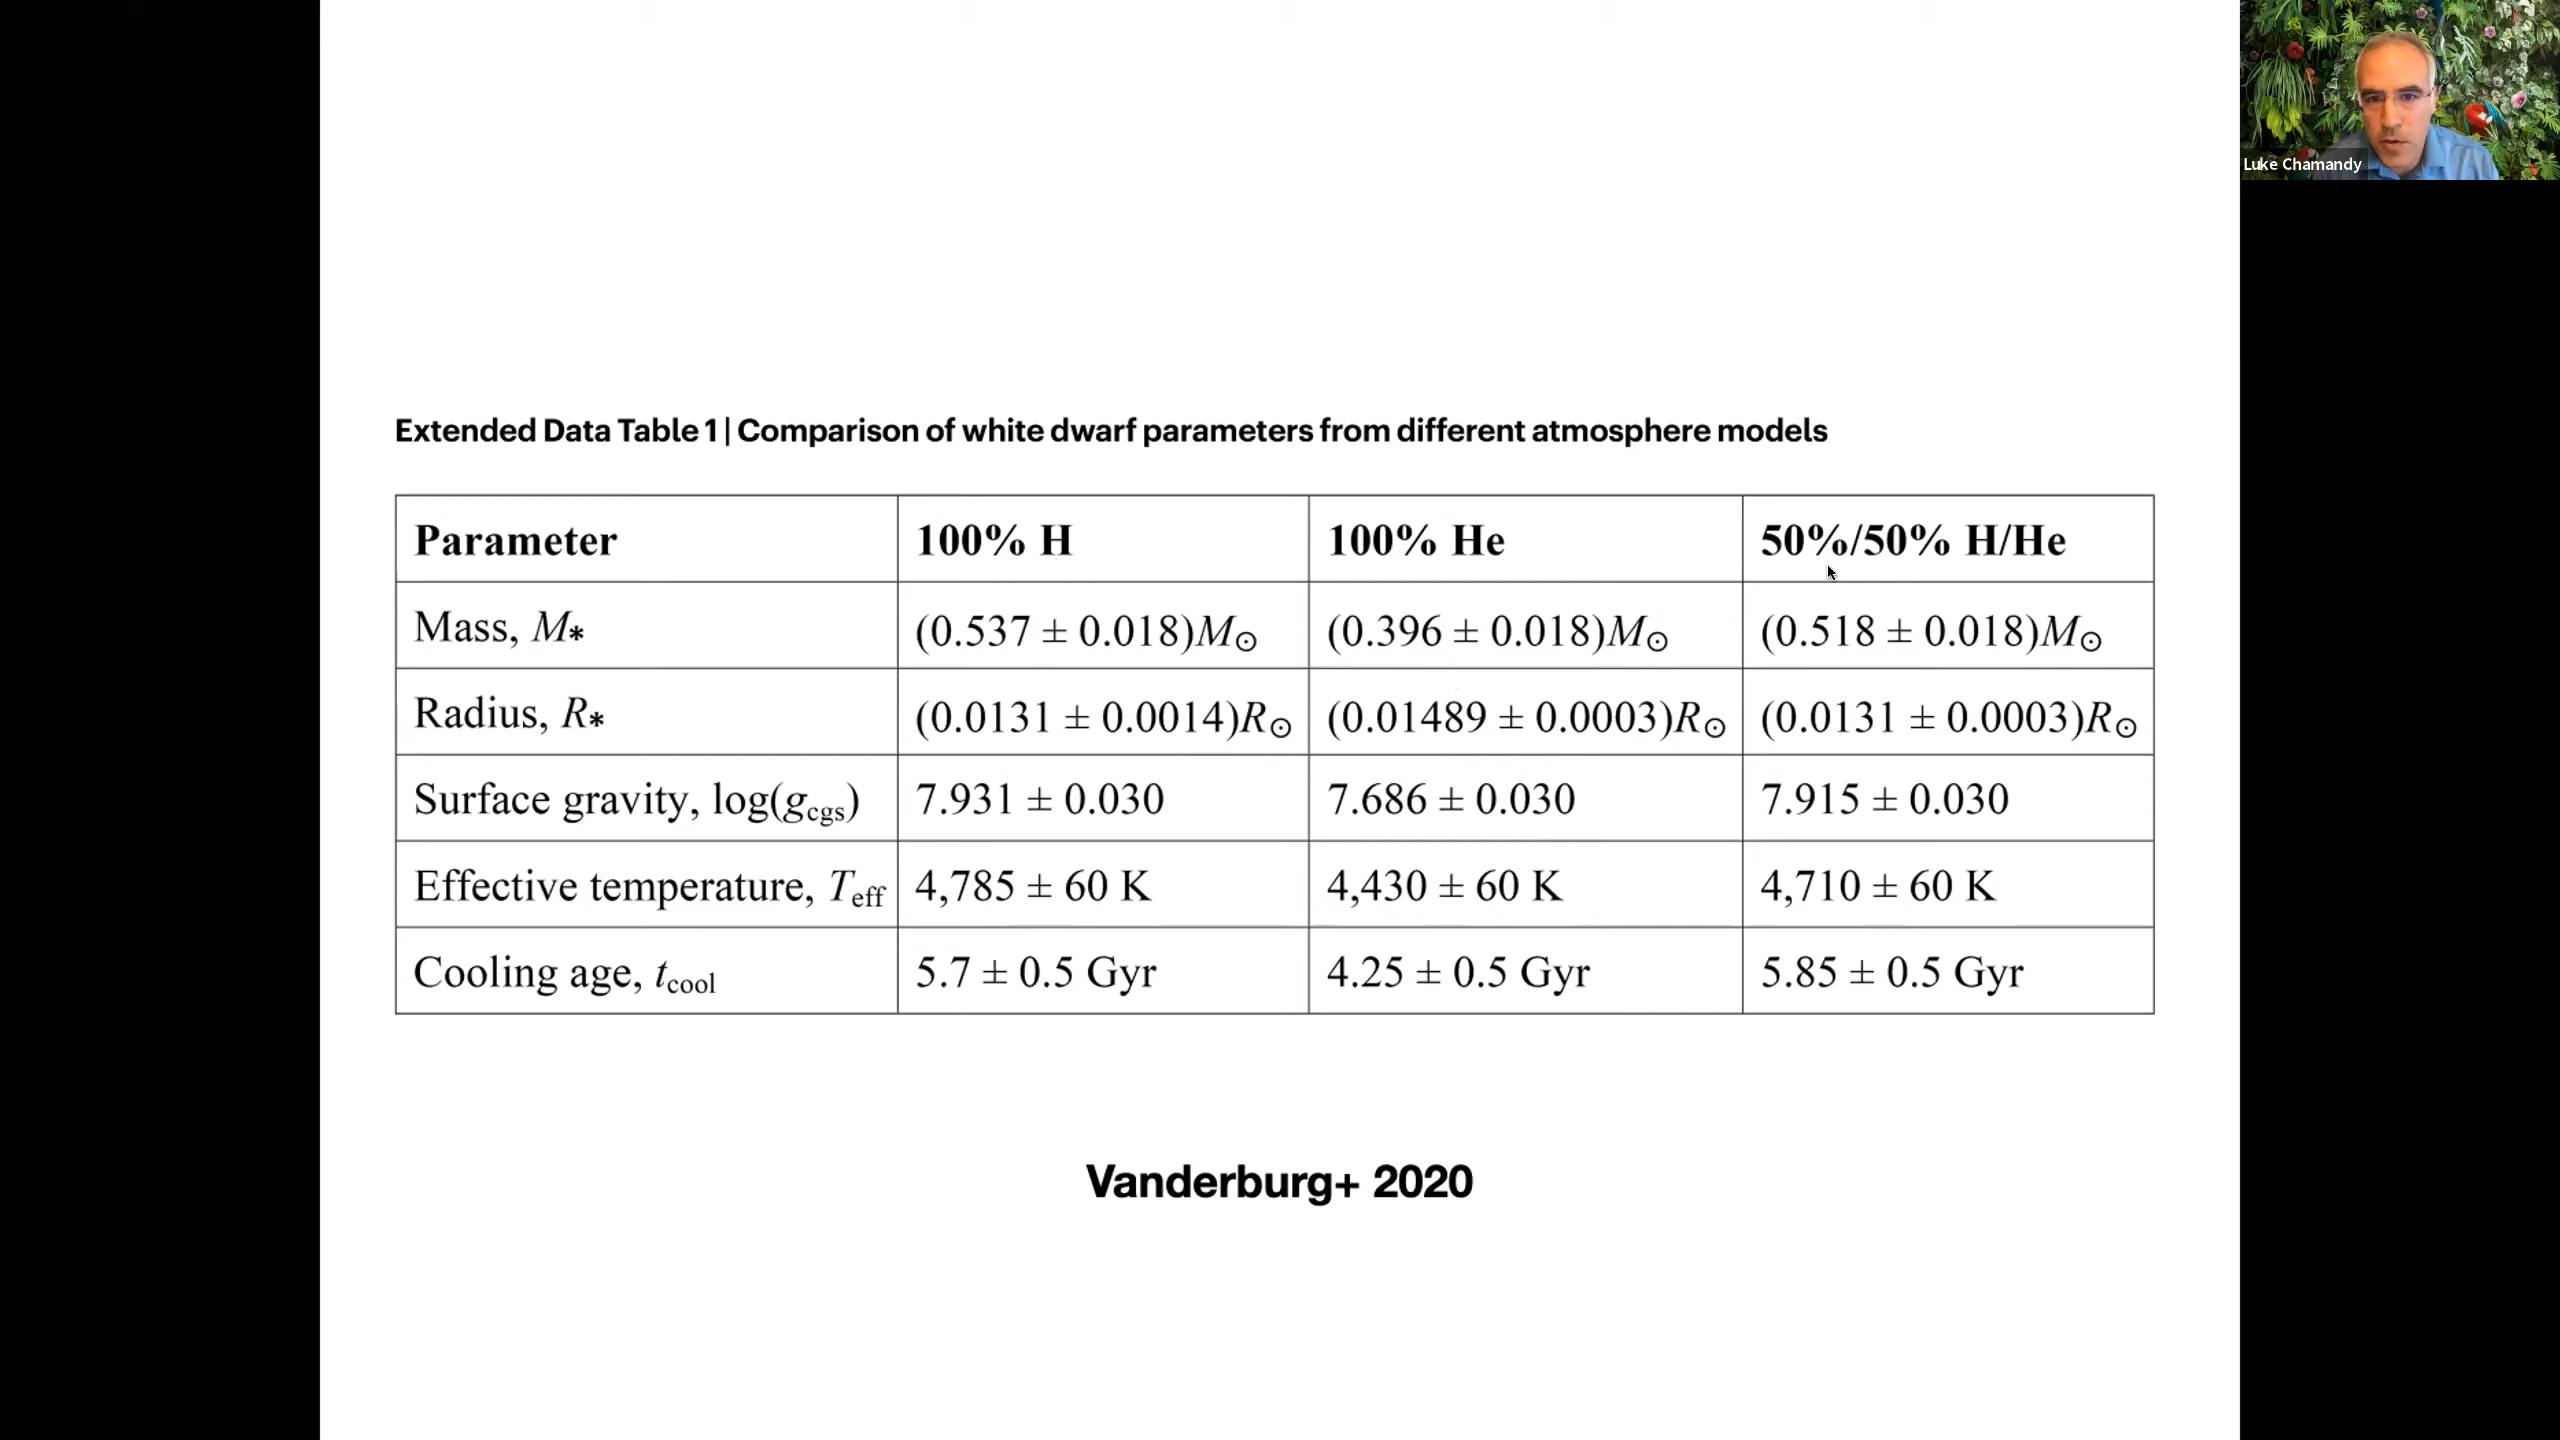 Luke Chamandy
Extended Data Table 1 | Comparison of white dwarf parameters from different atmosphere models
Parameter 100% H 100% He 50%/50% H/He
Mass, M* (0.537 ± 0.018)M⊙ (0.396 ± 0.018)M⊙ (0.518 ± 0.018)M⊙
Radius, R* (0.0131 ± 0.0014)R⊙ (0.01489 ± 0.0003)R⊙ (0.0131 ± 0.0003)R⊙
Surface gravity, log(gcgs) 7.931 ± 0.030 7.686 ± 0.030 7.915 ± 0.030
Effective temperature, Teff 4,785 ± 60 K 4,430 ± 60 K 4,710 ± 60 K
Cooling age, tcool 5.7 ± 0.5 Gyr 4.25 ± 0.5 Gyr 5.85 ± 0.5 Gyr
Vanderburg+ 2020